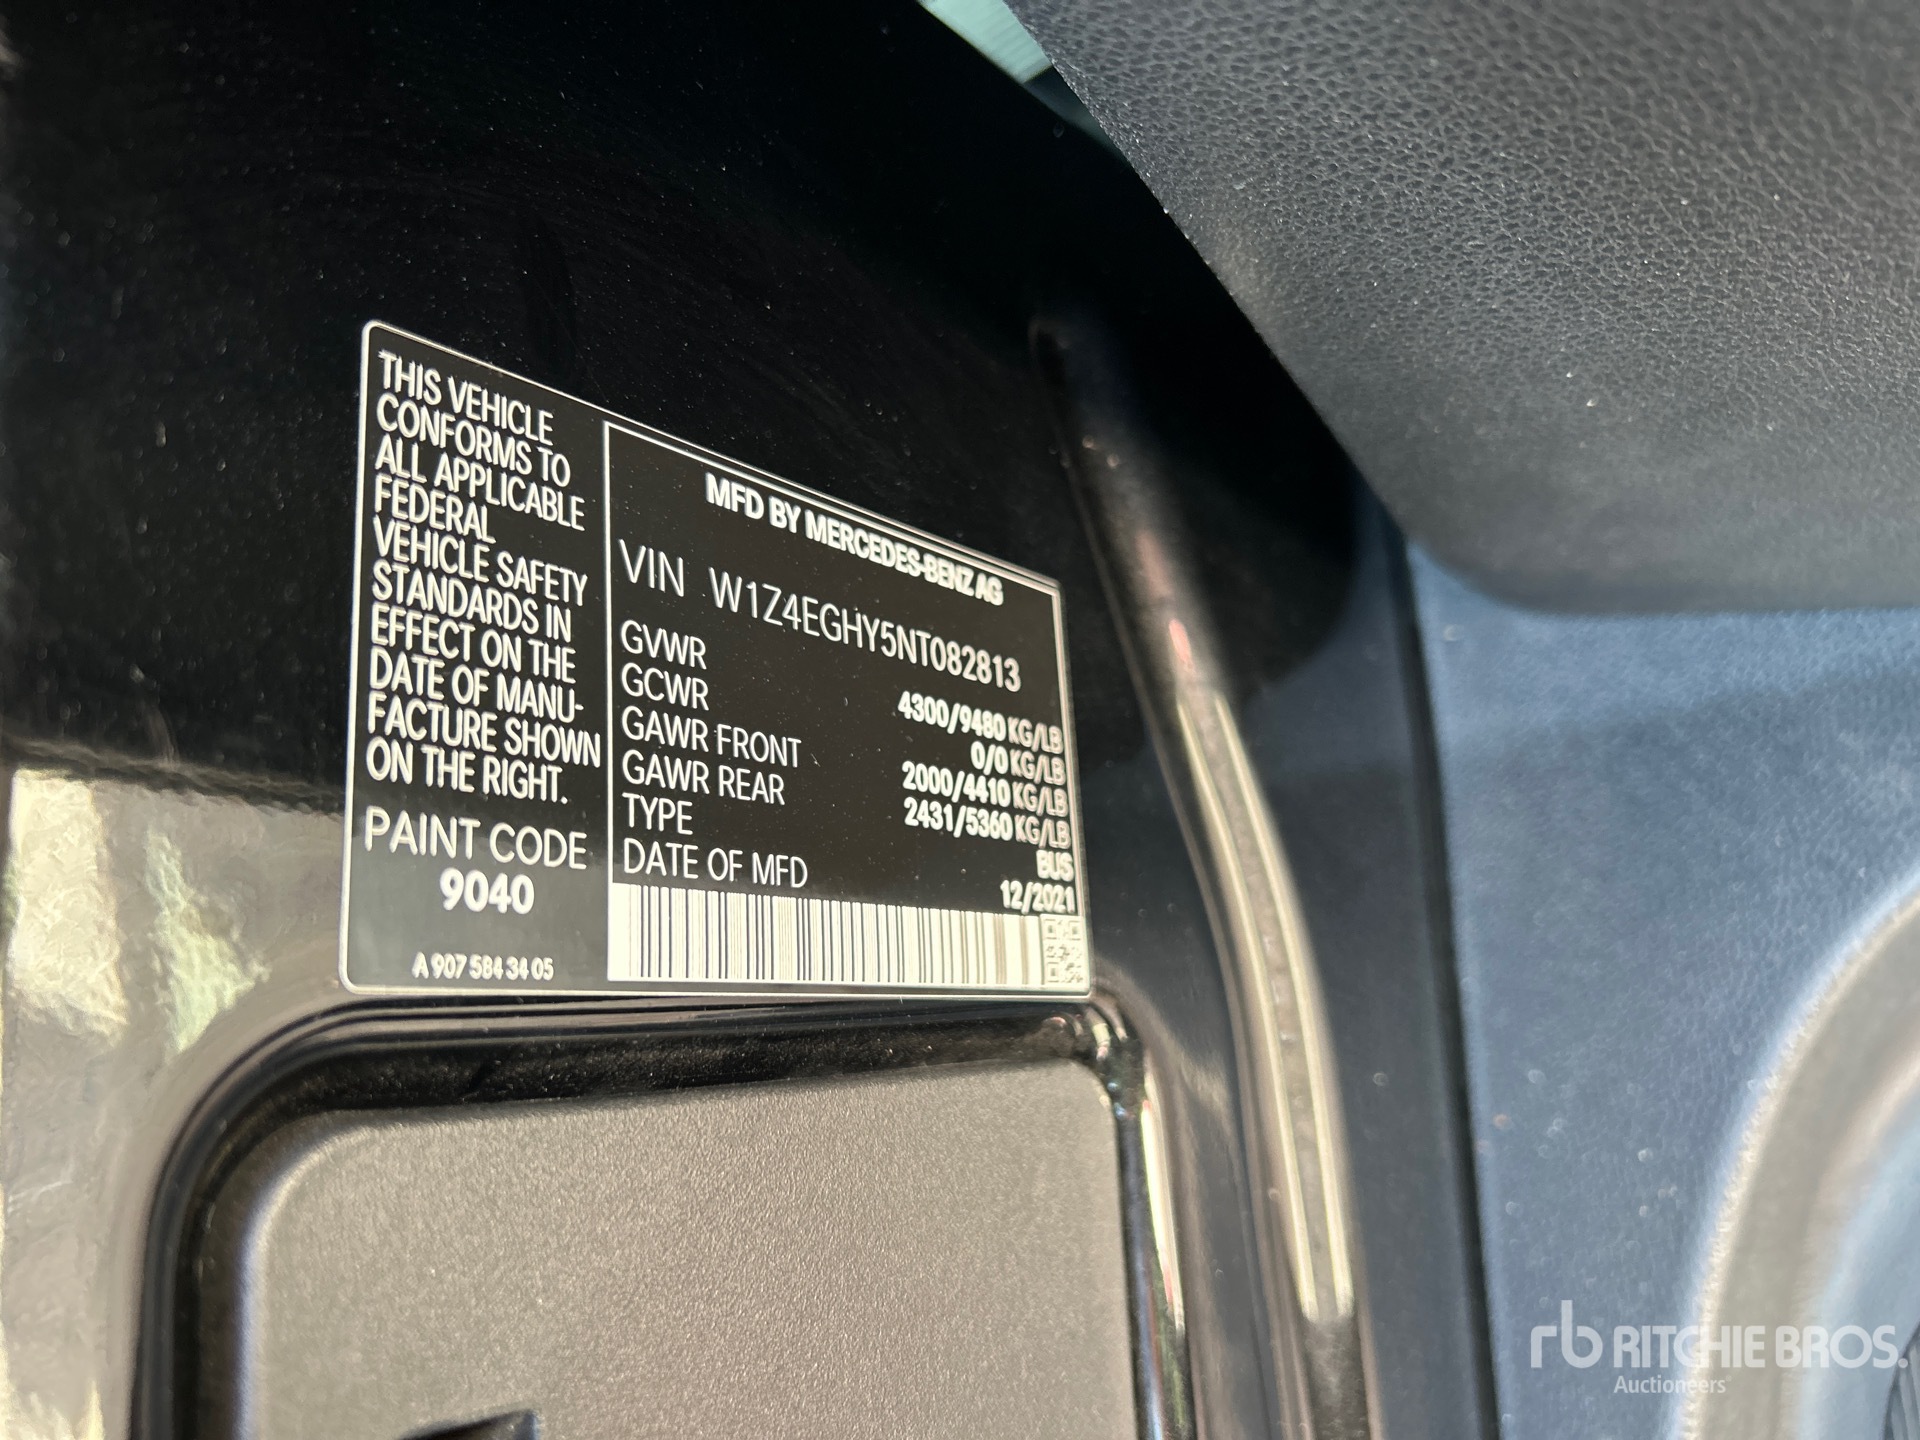 THIS VEHICLE
CONFORMS TO
ALL APPLICABLE
FEDERAL
VEHICLE SAFETY
STANDARDS IN
EFFECT ON THE
DATE OF MANU-
FACTURE SHOWN
ON THE RIGHT.
PAINT CODE
9040
A 907 584 34 05
MFD BY MERCEDES-BENZ AG
VIN W1Z4EGHY5NT082813
GVWR 4300/9480 KG/LB
GCWR 0/0 KG/LB
GAWR FRONT 2000/4410 KG/LB
GAWR REAR 2431/5360 KG/LB
TYPE BUS
DATE OF MFD 12/2021
rb RITCHIE BROS.
Auctioneers